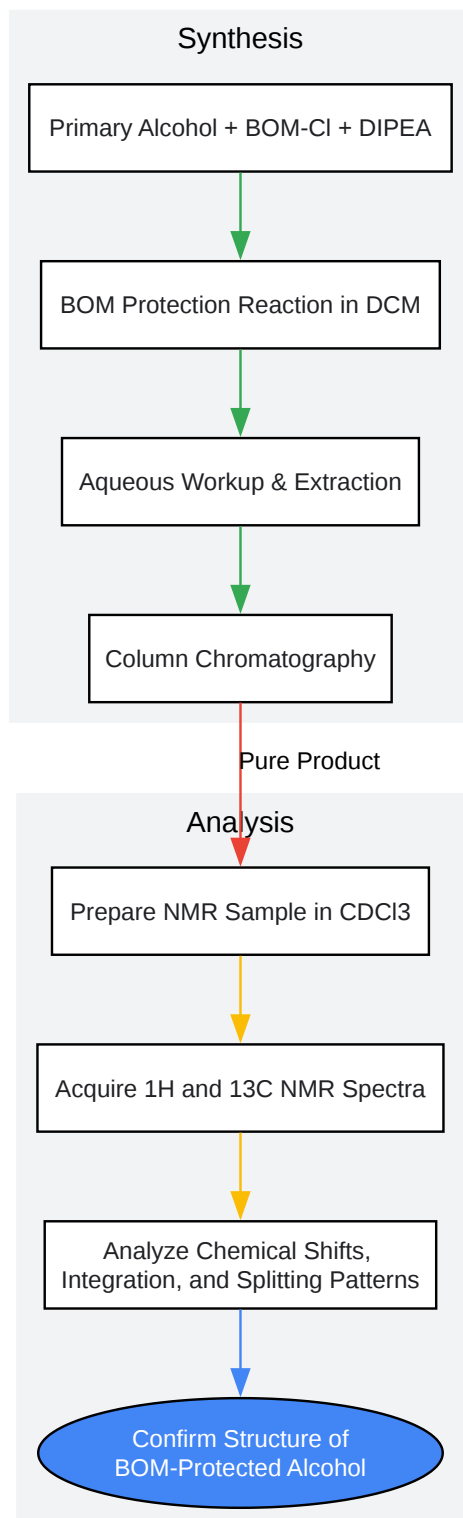 Synthesis
Primary Alcohol + BOM-Cl + DIPEA
BOM Protection Reaction in DCM
Aqueous Workup & Extraction
Column Chromatography
Pure Product
Analysis
Prepare NMR Sample in CDCl3
Acquire 1H and 13C NMR Spectra
Analyze Chemical Shifts,
Integration, and Splitting Patterns
Confirm Structure of
BOM-Protected Alcohol